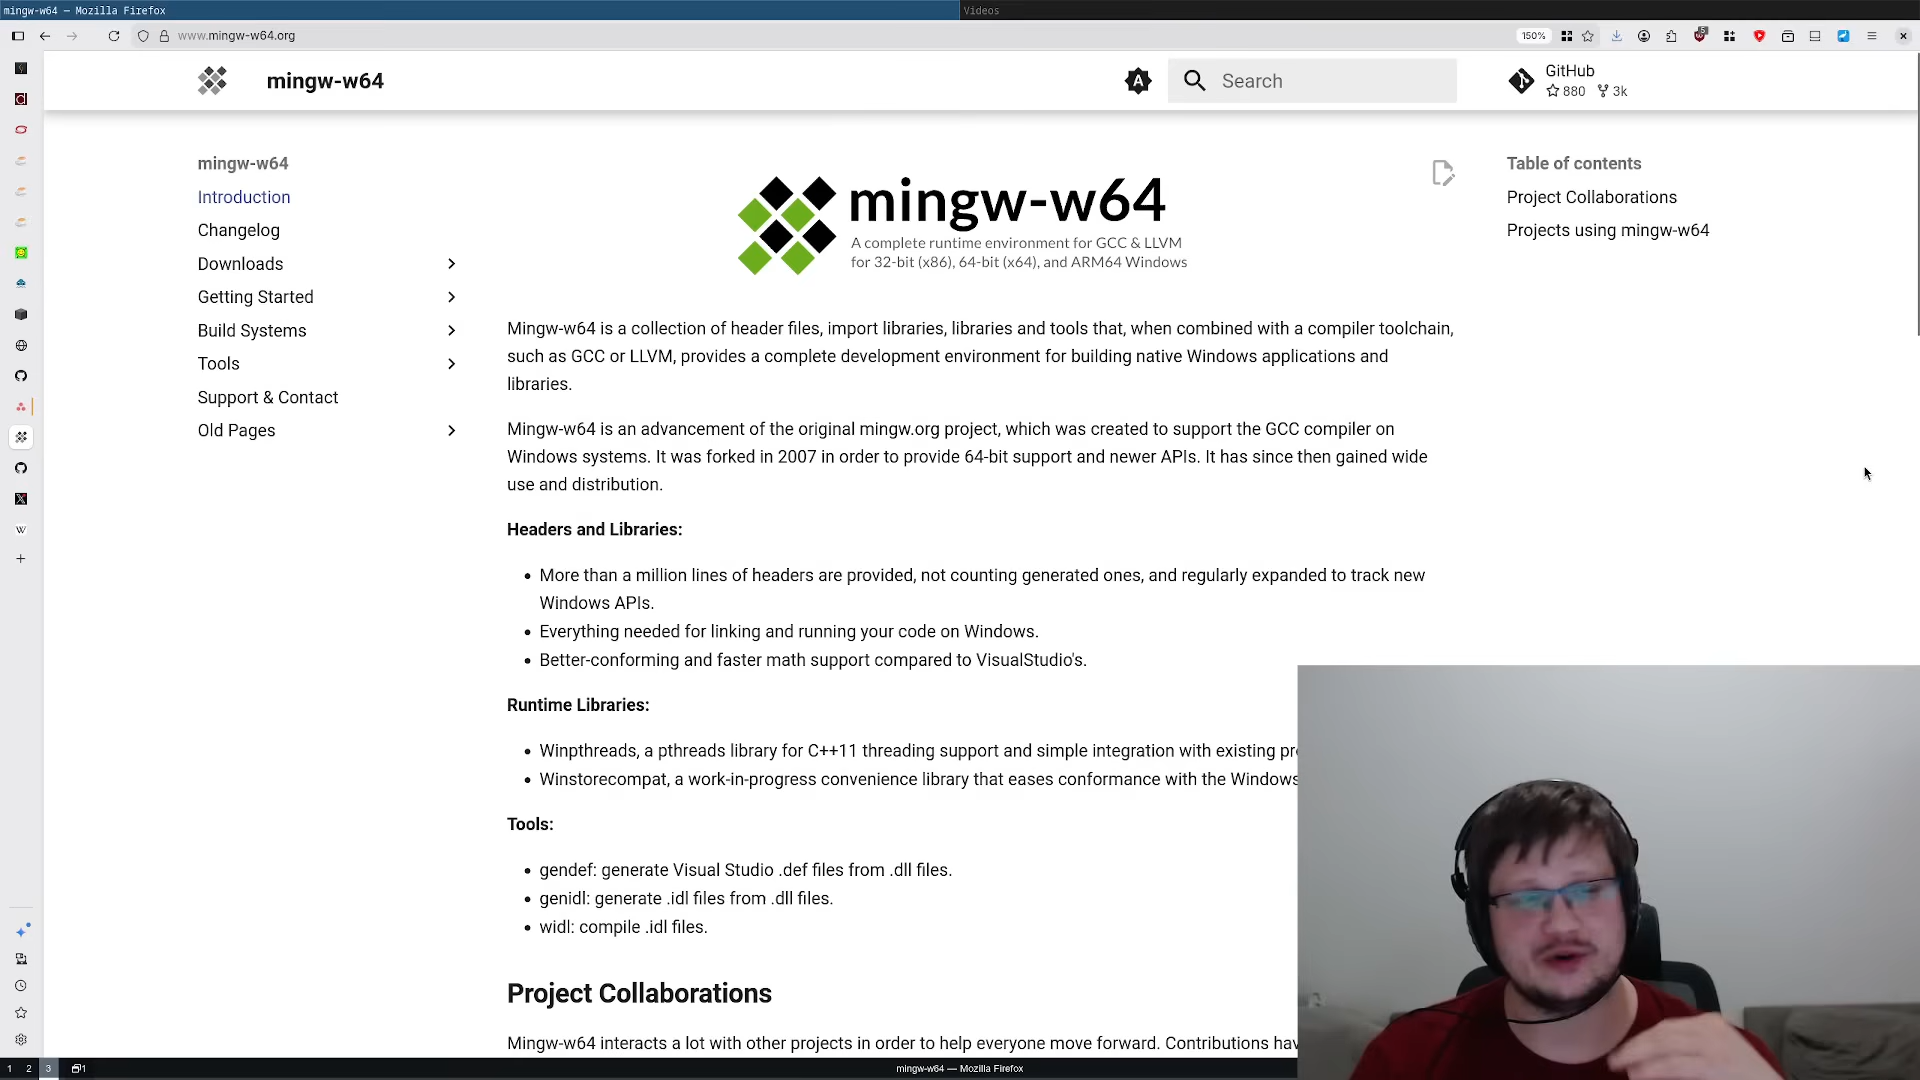 mingw-w64 — Mozilla Firefox
Videos
www.mingw-w64.org
150%
5
mingw-w64
Search
GitHub
880 3k
mingw-w64
Introduction
Changelog
Downloads
Getting Started
Build Systems
Tools
Support & Contact
Old Pages
mingw-w64
A complete runtime environment for GCC & LLVM
for 32-bit (x86), 64-bit (x64), and ARM64 Windows
Table of contents
Project Collaborations
Projects using mingw-w64
Mingw-w64 is a collection of header files, import libraries, libraries and tools that, when combined with a compiler toolchain,
such as GCC or LLVM, provides a complete development environment for building native Windows applications and
libraries.
Mingw-w64 is an advancement of the original mingw.org project, which was created to support the GCC compiler on
Windows systems. It was forked in 2007 in order to provide 64-bit support and newer APIs. It has since then gained wide
use and distribution.
Headers and Libraries:
• More than a million lines of headers are provided, not counting generated ones, and regularly expanded to track new
Windows APIs.
• Everything needed for linking and running your code on Windows.
• Better-conforming and faster math support compared to VisualStudio's.
Runtime Libraries:
• Winpthreads, a pthreads library for C++11 threading support and simple integration with existing pr
• Winstorecompat, a work-in-progress convenience library that eases conformance with the Windows
Tools:
• gendef: generate Visual Studio .def files from .dll files.
• genidl: generate .idl files from .dll files.
• widl: compile .idl files.
Project Collaborations
Mingw-w64 interacts a lot with other projects in order to help everyone move forward. Contributions hav
1 2 3 1
mingw-w64 — Mozilla Firefox